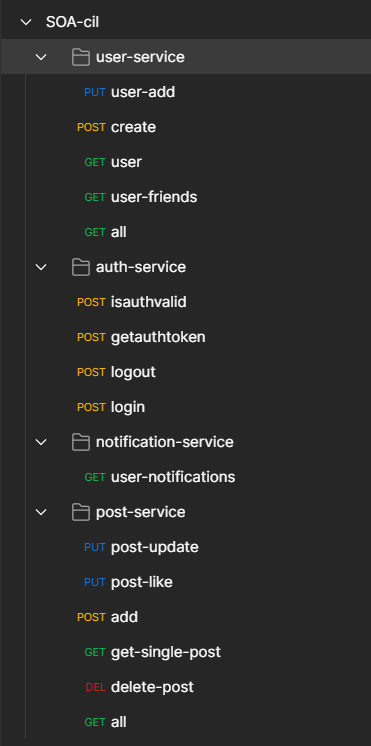 SOA-cil
user-service
PUT user-add
POST create
GET user
GET user-friends
GET all
auth-service
POST isauthvalid
POST getauthtoken
POST logout
POST login
notification-service
GET user-notifications
post-service
PUT post-update
PUT post-like
POST add
GET get-single-post
DEL delete-post
GET all